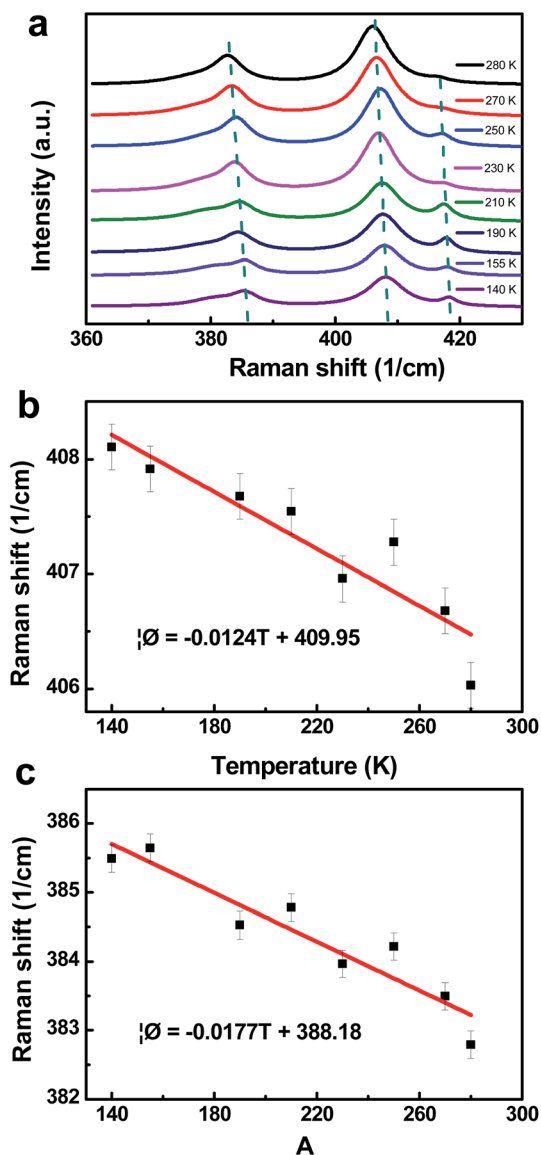 a
Intensity (a.u.)
280 K
270 K
250 K
230 K
210 K
190 K
155 K
140 K
360 380 400 420
Raman shift (1/cm)
b
Raman shift (1/cm)
408
407
406
¦Ø = -0.0124T + 409.95
140 180 220 260 300
Temperature (K)
c
Raman shift (1/cm)
386
385
384
383
382
¦Ø = -0.0177T + 388.18
140 180 220 260 300
A